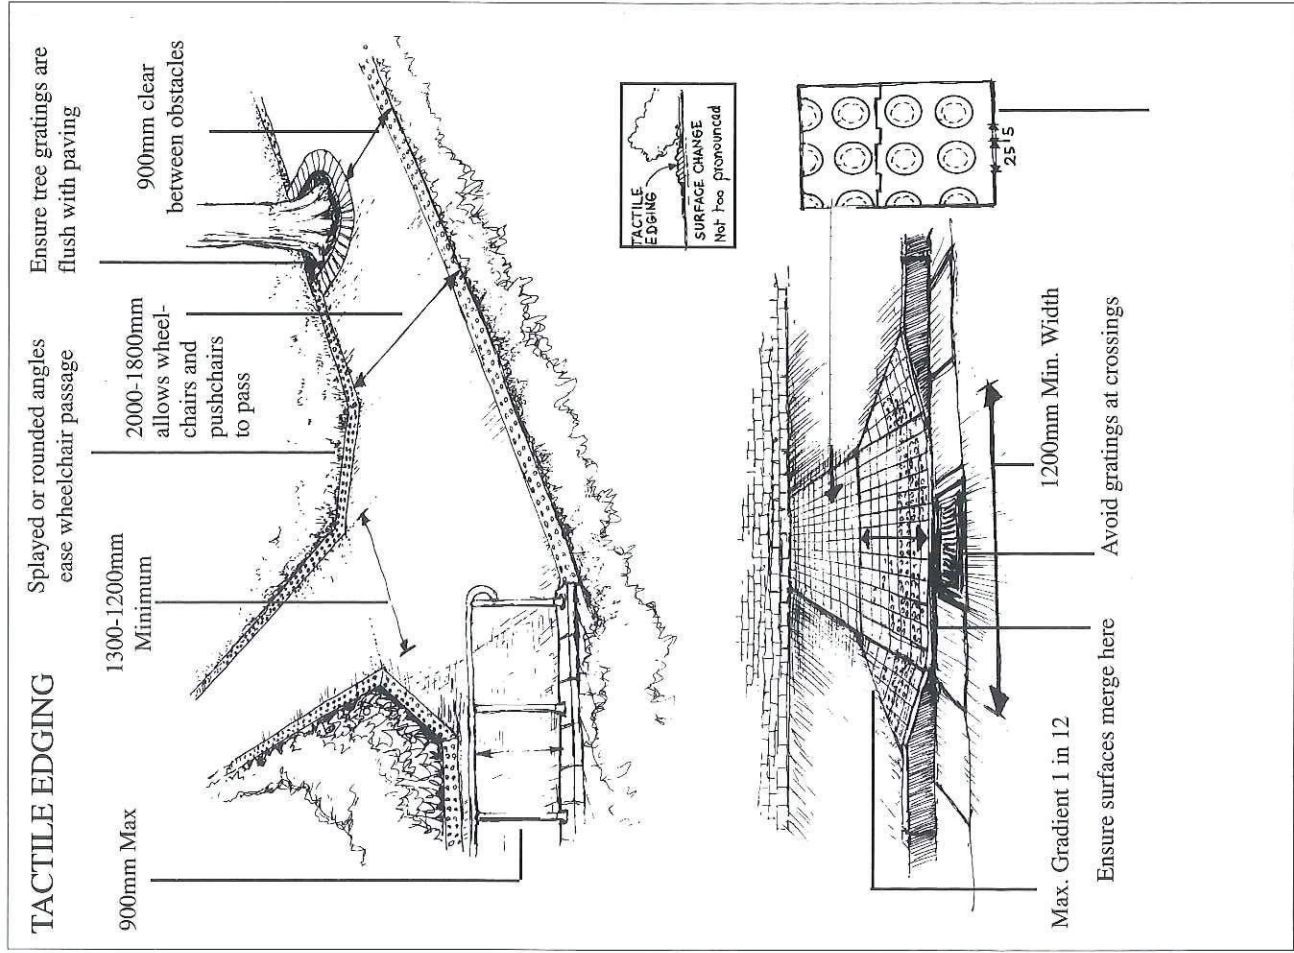 TACTILE EDGING
Splayed or rounded angles
ease wheelchair passage
Ensure tree gratings are
flush with paving
900mm Max
1300-1200mm
Minimum
2000-1800mm
allows wheel-
chairs and
pushchairs
to pass
900mm clear
between obstacles
TACTILE
EDGING
SURFACE CHANGE
Not too pronounced
25 15
Max. Gradient 1 in 12
1200mm Min. Width
Ensure surfaces merge here
Avoid gratings at crossings